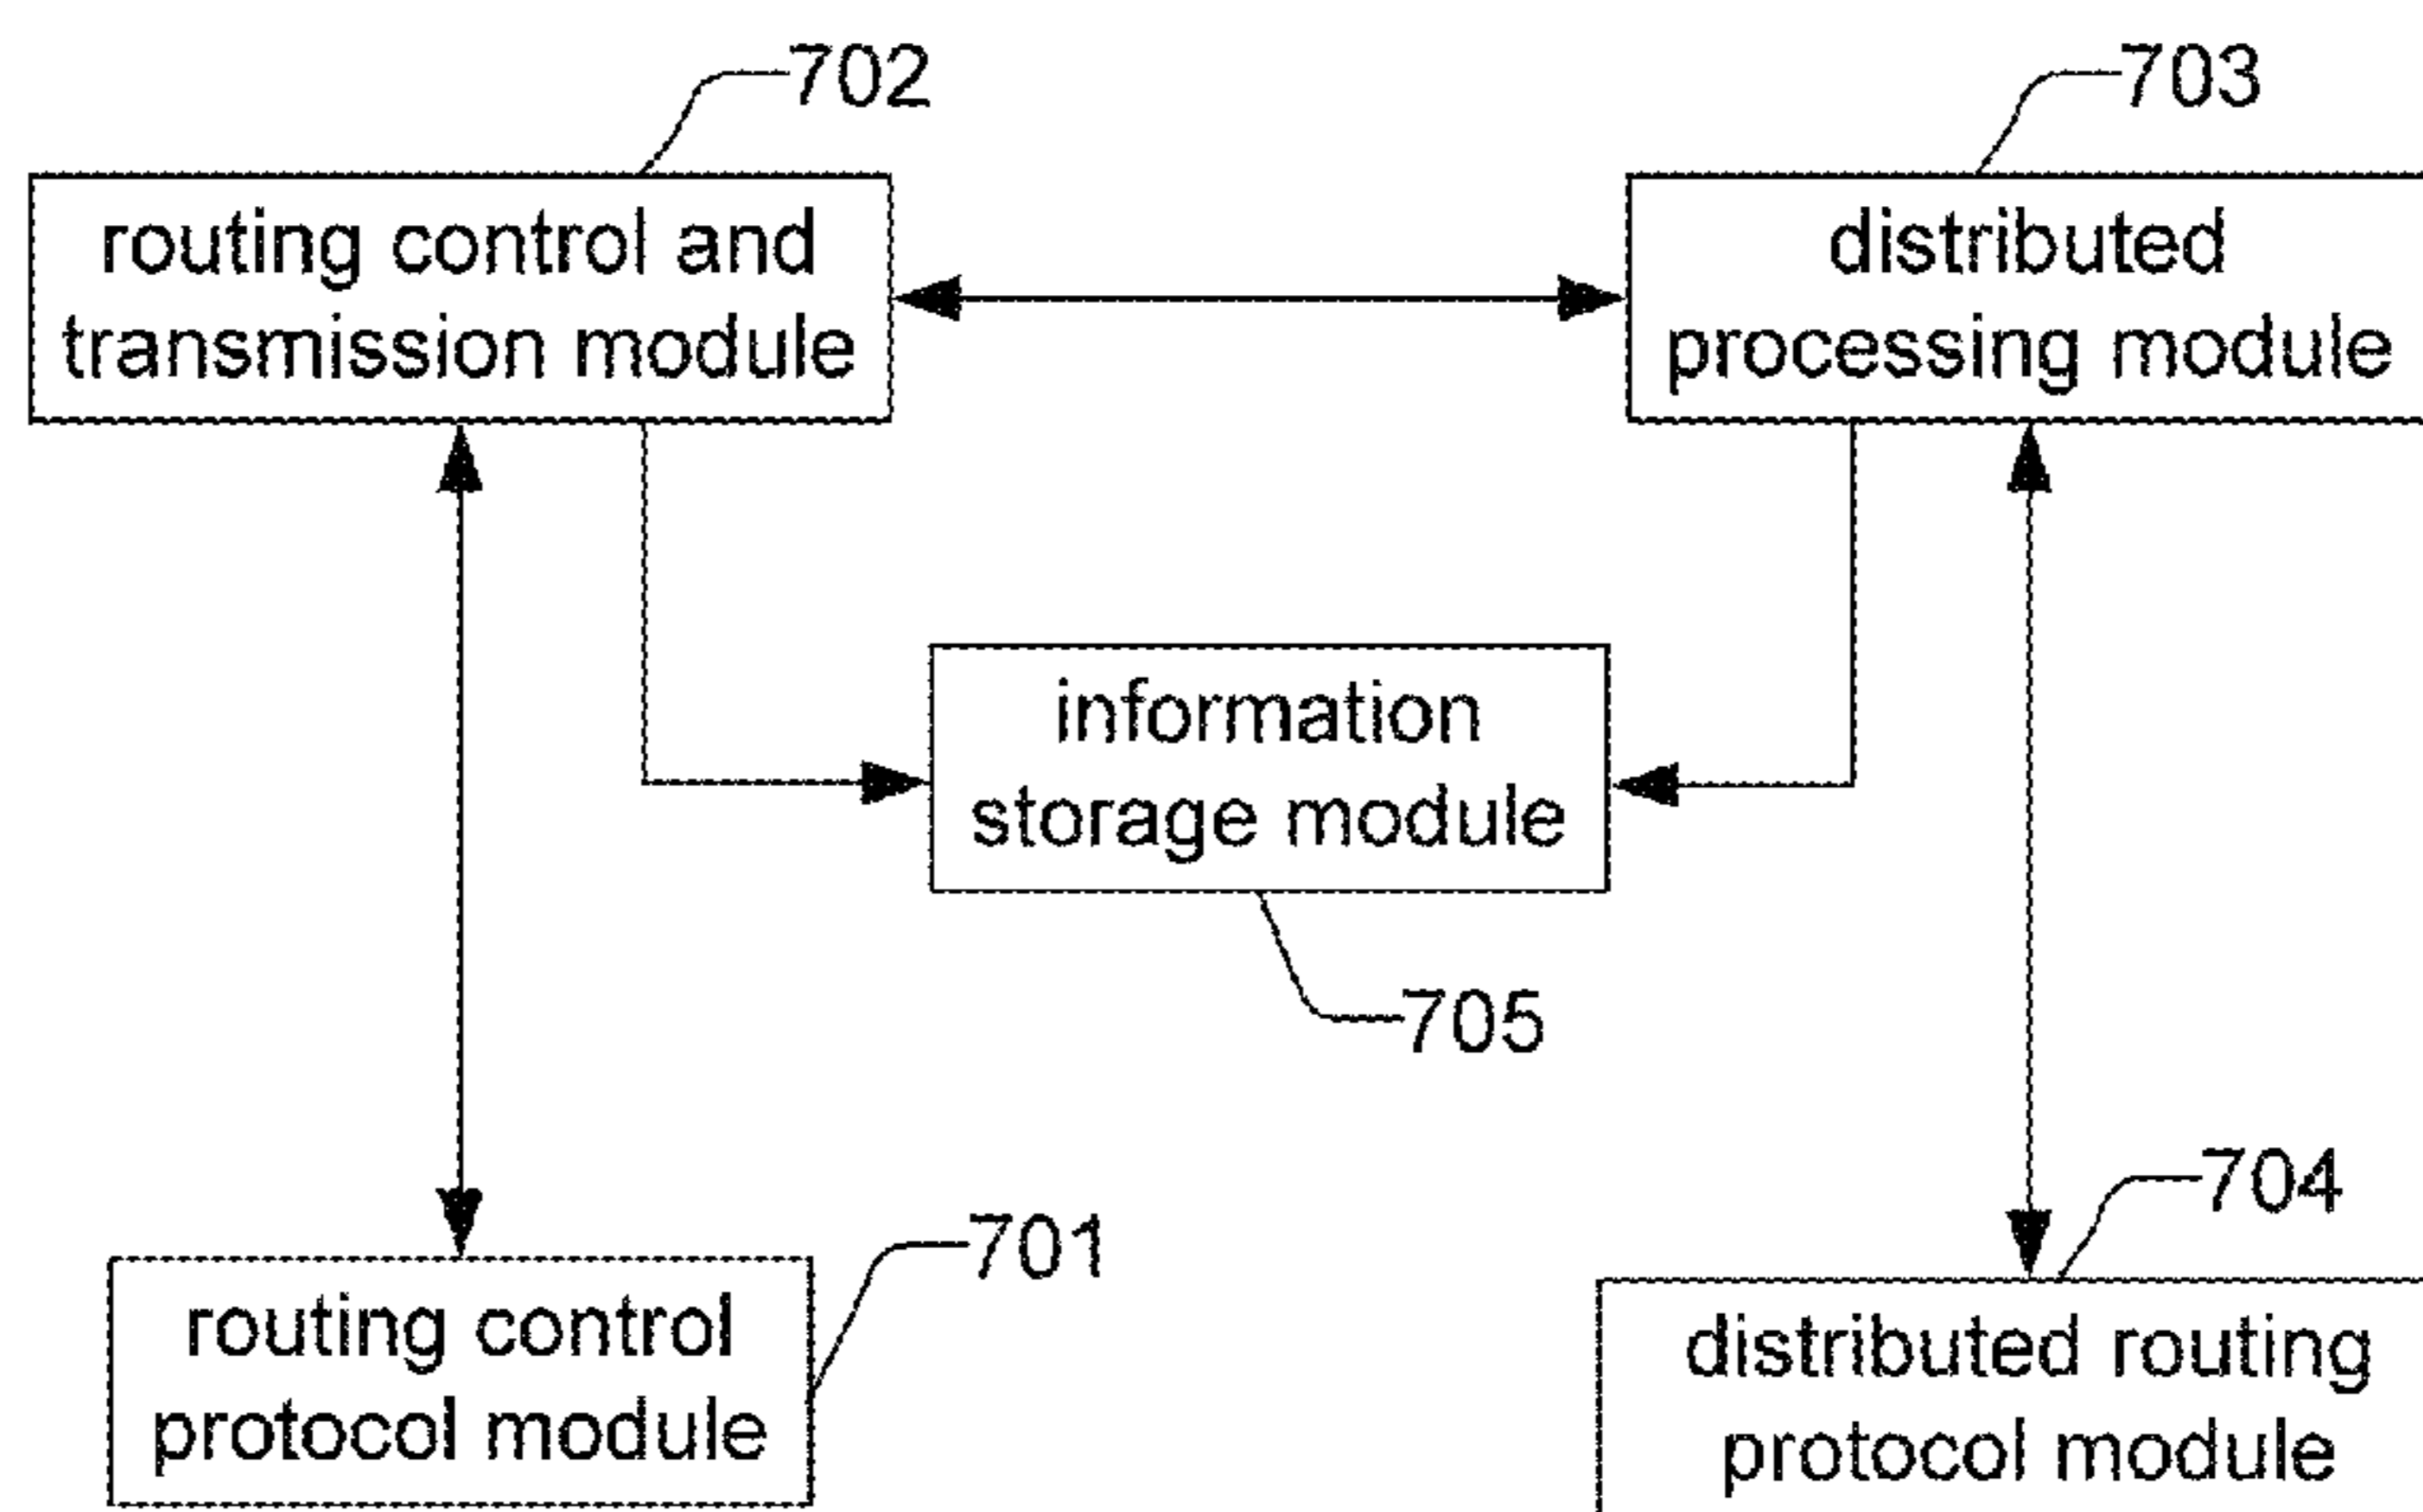 702
703
routing control and
transmission module
distributed
processing module
information
storage module
705
704
701
routing control
protocol module
distributed routing
protocol module